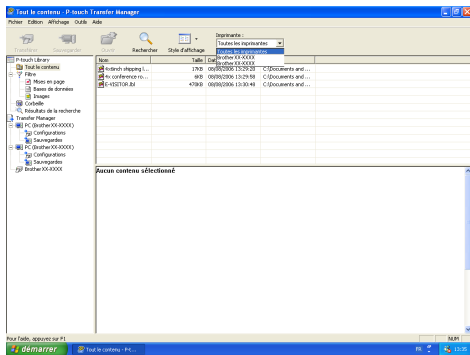 Tout le contenu - P-touch Transfer Manager
Fichier Edition Affichage Outils Aide
Transférer Sauvegarder Ouvrir Rechercher Style d'affichage
Imprimante :
Toutes les imprimantes
Toutes les imprimantes
Brother XX-XXXX
Brother XX-XXXX
P-touch Library
Tout le contenu
Filtre
Mises en page
Bases de données
Images
Corbeille
Résultats de la recherche
Transfer Manager
PC (Brother XX-XXXX)
Configurations
Sauvegardes
PC (Brother XX-XXXX)
Configurations
Sauvegardes
Brother XX-XXXX
Nom Taille
4x6inch shipping l... 17KB 08/08/2006 13:29:20 C:\Documents and ...
4x conference ro... 6KB 08/08/2006 13:29:58 C:\Documents and ...
E-VISITOR.lbl 470KB 08/08/2006 13:30:48 C:\Documents and ...
Aucun contenu sélectionné
Pour l'aide, appuyez sur F1 NUM
démarrer Tout le contenu - P-t... 13:35